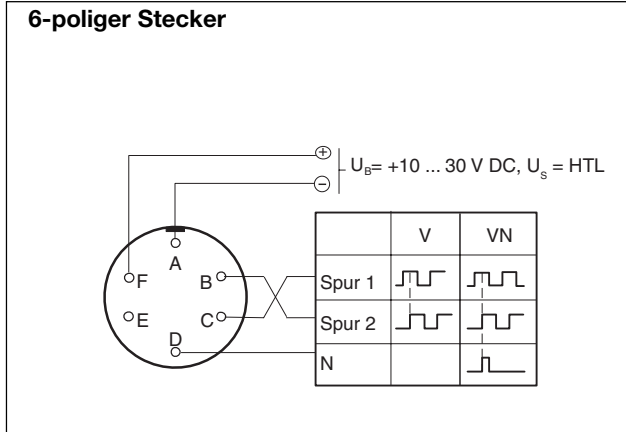 6-poliger Stecker
+
U_B= +10 ... 30 V DC, U_s = HTL
−
V VN
A
F B Spur 1
E C Spur 2
D
N